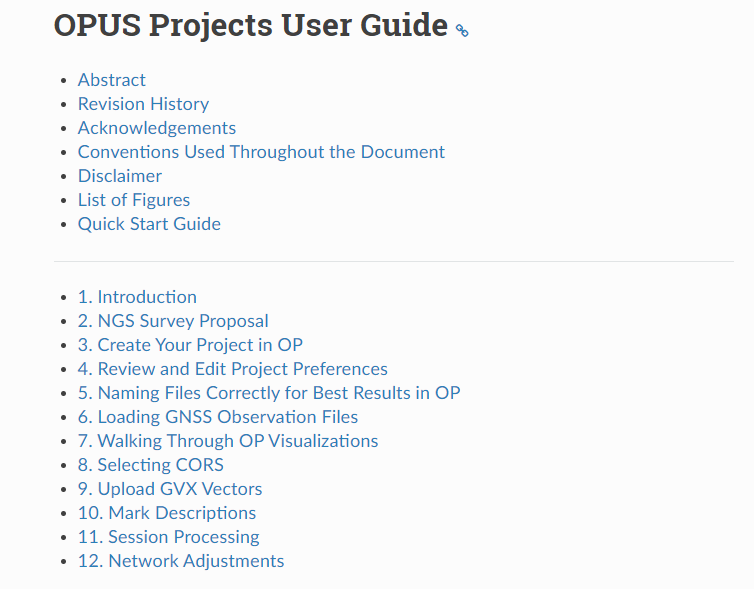 OPUS Projects User Guide
Abstract
Revision History
Acknowledgements
Conventions Used Throughout the Document
Disclaimer
List of Figures
Quick Start Guide
1. Introduction
2. NGS Survey Proposal
3. Create Your Project in OP
4. Review and Edit Project Preferences
5. Naming Files Correctly for Best Results in OP
6. Loading GNSS Observation Files
7. Walking Through OP Visualizations
8. Selecting CORS
9. Upload GVX Vectors
10. Mark Descriptions
11. Session Processing
12. Network Adjustments